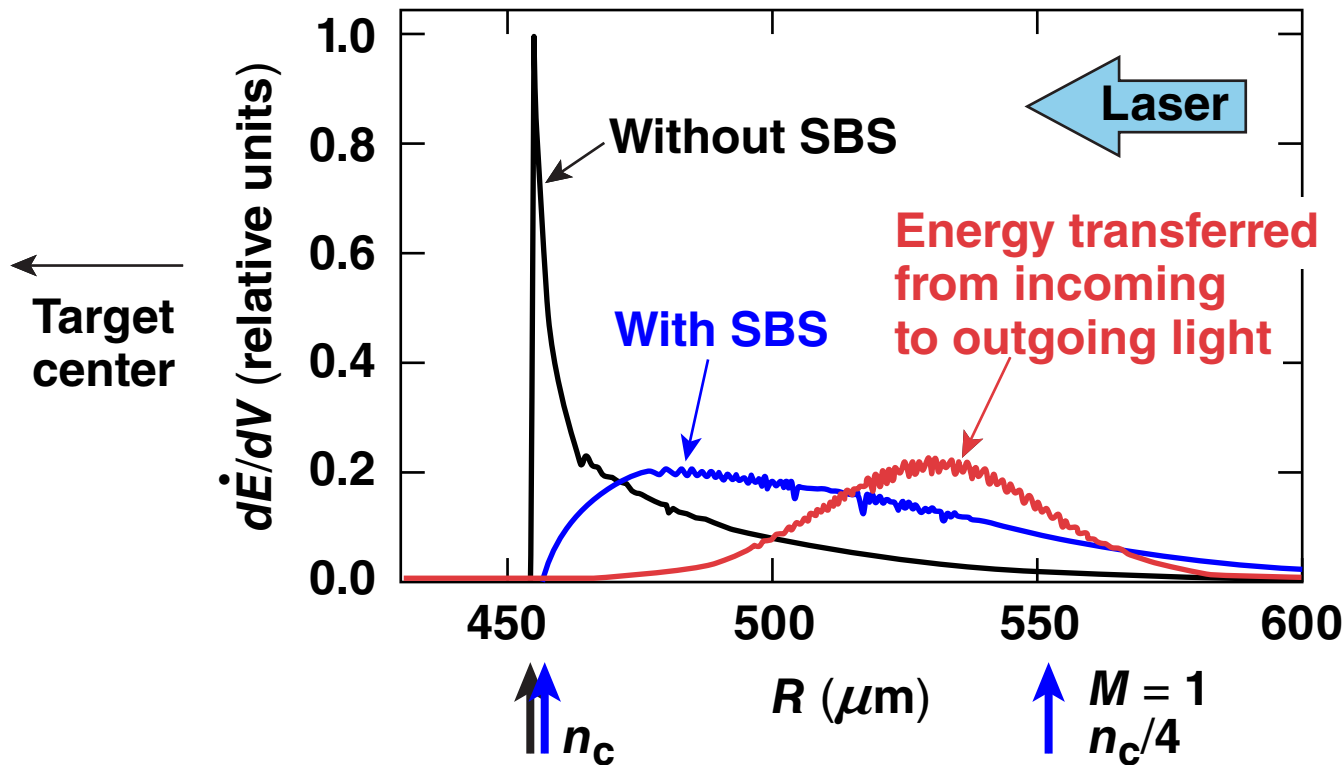 1.0
0.8
0.6
0.4
0.2
0.0
dĖ/dV (relative units)
Laser
Without SBS
Energy transferred
from incoming
to outgoing light
With SBS
Target
center
450
500
550
600
R (μm)
M = 1
nc/4
nc